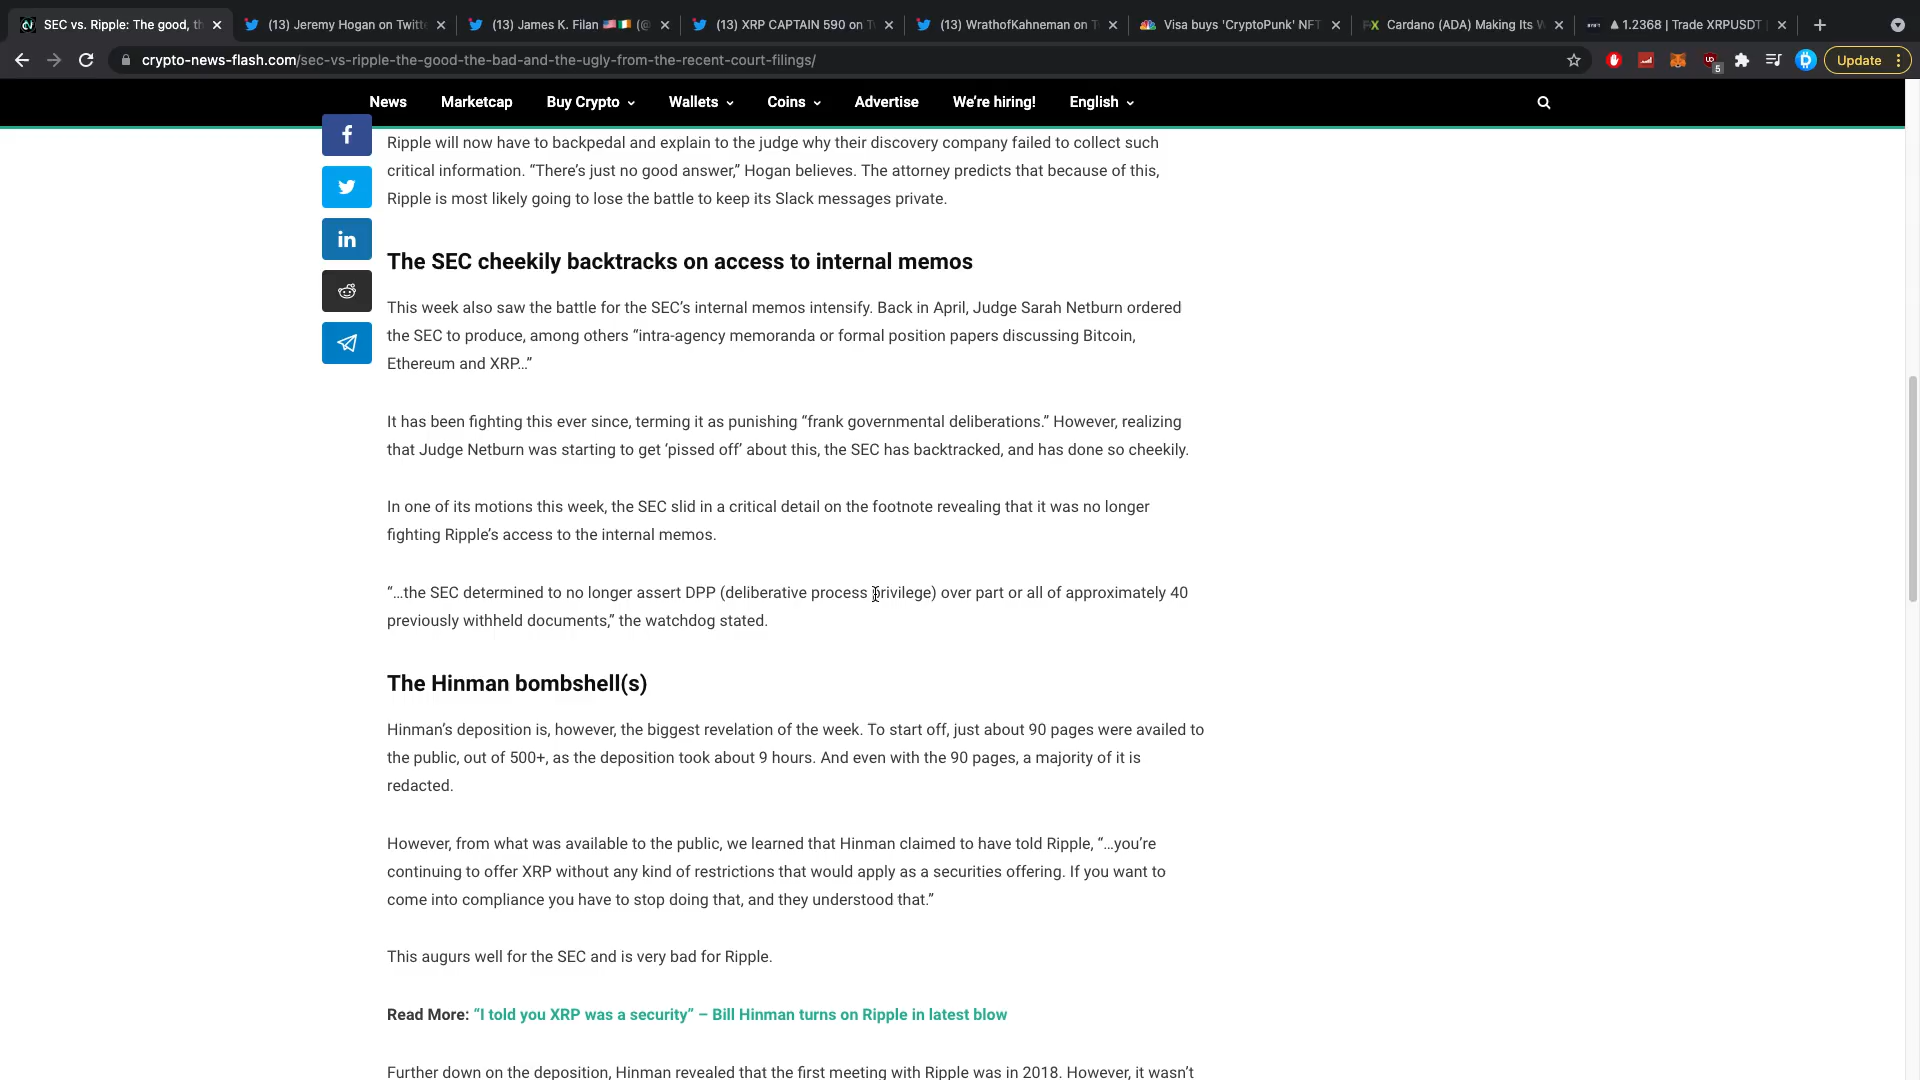 SEC vs. Ripple: The good, th
(13) Jeremy Hogan on Twitte
(13) James K. Filan 🇺🇸🇮🇪 (@
(13) XRP CAPTAIN 590 on T
(13) WrathofKahneman on T
Visa buys 'CryptoPunk' NFT
Cardano (ADA) Making Its W
▲ 1.2368 | Trade XRPUSDT |
crypto-news-flash.com/sec-vs-ripple-the-good-the-bad-and-the-ugly-from-the-recent-court-filings/
5
Update
News Marketcap Buy Crypto Wallets Coins Advertise We're hiring! English
Ripple will now have to backpedal and explain to the judge why their discovery company failed to collect such
critical information. “There’s just no good answer,” Hogan believes. The attorney predicts that because of this,
Ripple is most likely going to lose the battle to keep its Slack messages private.
The SEC cheekily backtracks on access to internal memos
This week also saw the battle for the SEC’s internal memos intensify. Back in April, Judge Sarah Netburn ordered
the SEC to produce, among others “intra-agency memoranda or formal position papers discussing Bitcoin,
Ethereum and XRP…”
It has been fighting this ever since, terming it as punishing “frank governmental deliberations.” However, realizing
that Judge Netburn was starting to get ‘pissed off’ about this, the SEC has backtracked, and has done so cheekily.
In one of its motions this week, the SEC slid in a critical detail on the footnote revealing that it was no longer
fighting Ripple’s access to the internal memos.
“…the SEC determined to no longer assert DPP (deliberative process privilege) over part or all of approximately 40
previously withheld documents,” the watchdog stated.
The Hinman bombshell(s)
Hinman’s deposition is, however, the biggest revelation of the week. To start off, just about 90 pages were availed to
the public, out of 500+, as the deposition took about 9 hours. And even with the 90 pages, a majority of it is
redacted.
However, from what was available to the public, we learned that Hinman claimed to have told Ripple, “…you’re
continuing to offer XRP without any kind of restrictions that would apply as a securities offering. If you want to
come into compliance you have to stop doing that, and they understood that.”
This augurs well for the SEC and is very bad for Ripple.
Read More: “I told you XRP was a security” – Bill Hinman turns on Ripple in latest blow
Further down on the deposition, Hinman revealed that the first meeting with Ripple was in 2018. However, it wasn’t